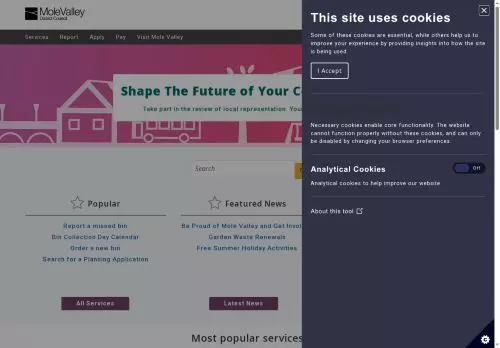 MoleValley
District Council
Services Report Apply Pay Visit Mole Valley
Shape The Future of Your C
Take part in the review of local representation. Your
Search
Popular
Report a missed bin
Bin Collection Day Calendar
Order a new bin
Search for a Planning Application
All Services
Featured News
Be Proud of Mole Valley and Get Invol
Garden Waste Renewals
Free Summer Holiday Activities
Latest News
Most popular services
This site uses cookies
Some of these cookies are essential, while others help us to
improve your experience by providing insights into how the site
is being used.
I Accept
Necessary cookies enable core functionality. The website
cannot function properly without these cookies, and can only
be disabled by changing your browser preferences.
Analytical Cookies
Off
Analytical cookies to help improve our website
About this tool